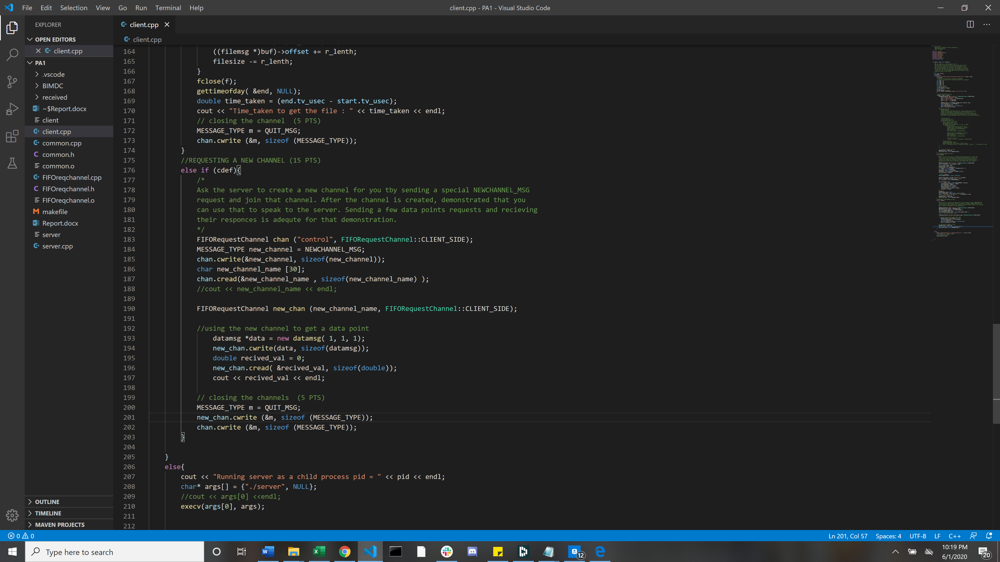 File Edit Selection View Go Run Terminal Help
client.cpp - PA1 - Visual Studio Code
EXPLORER
OPEN EDITORS
client.cpp
PA1
.vscode
BIMDC
received
~$Report.docx
client
client.cpp
common.cpp
common.h
common.o
FIFOreqchannel.cpp
FIFOreqchannel.h
FIFOreqchannel.o
makefile
Report.docx
server
server.cpp
OUTLINE
TIMELINE
MAVEN PROJECTS
client.cpp
client.cpp
164 ((filemsg *)buf)->offset += r_lenth;
165 filesize -= r_lenth;
166 }
167 fclose(f);
168 gettimeofday( &end, NULL);
169 double time_taken = (end.tv_usec - start.tv_usec);
170 cout << "Time_taken to get the file : " << time_taken << endl;
171 // closing the channel  (5 PTS)
172 MESSAGE_TYPE m = QUIT_MSG;
173 chan.cwrite (&m, sizeof (MESSAGE_TYPE));
174 }
175 //REQUESTING A NEW CHANNEL (15 PTS)
176 else if (cdef){
177 /*
178 Ask the server to create a new channel for you tby sending a special NEWCHANNEL_MSG
179 request and join that channel. After the channel is created, demonstrated that you
180 can use that to speak to the server. Sending a few data points requests and recieving
181 their responces is adequte for that demonstration.
182 */
183 FIFORequestChannel chan ("control", FIFORequestChannel::CLIENT_SIDE);
184 MESSAGE_TYPE new_channel = NEWCHANNEL_MSG;
185 chan.cwrite(&new_channel, sizeof(new_channel));
186 char new_channel_name [30];
187 chan.cread(&new_channel_name , sizeof(new_channel_name) );
188 //cout << new_channel_name << endl;
189
190 FIFORequestChannel new_chan (new_channel_name, FIFORequestChannel::CLIENT_SIDE);
191
192 //using the new channel to get a data point
193 datamsg *data = new datamsg( 1, 1, 1);
194 new_chan.cwrite(data, sizeof(datamsg));
195 double recived_val = 0;
196 new_chan.cread( &recived_val, sizeof(double));
197 cout << recived_val << endl;
198
199 // closing the channels  (5 PTS)
200 MESSAGE_TYPE m = QUIT_MSG;
201 new_chan.cwrite (&m, sizeof (MESSAGE_TYPE));
202 chan.cwrite (&m, sizeof (MESSAGE_TYPE));
203 }
204
205 }
206 else{
207 cout << "Running server as a child process pid = " << pid << endl;
208 char* args[] = {"./server", NULL};
209 //cout << args[0] <<endl;
210 execv(args[0], args);
211
212
0 0
Ln 201, Col 57 Spaces: 4 UTF-8 LF C++
Type here to search
12
10:19 PM
6/1/2020
20